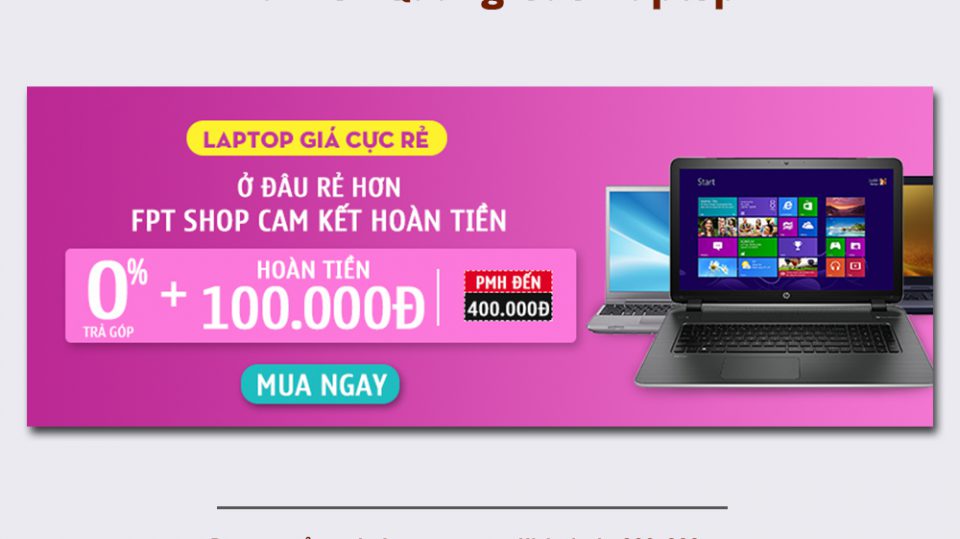 LAPTOP GIÁ CỰC RẺ
Ở ĐÂU RẺ HƠN
FPT SHOP CAM KẾT HOÀN TIỀN
0%
TRẢ GÓP
+
HOÀN TIỀN
100.000Đ
PMH ĐẾN
400.000Đ
MUA NGAY
Start
hp